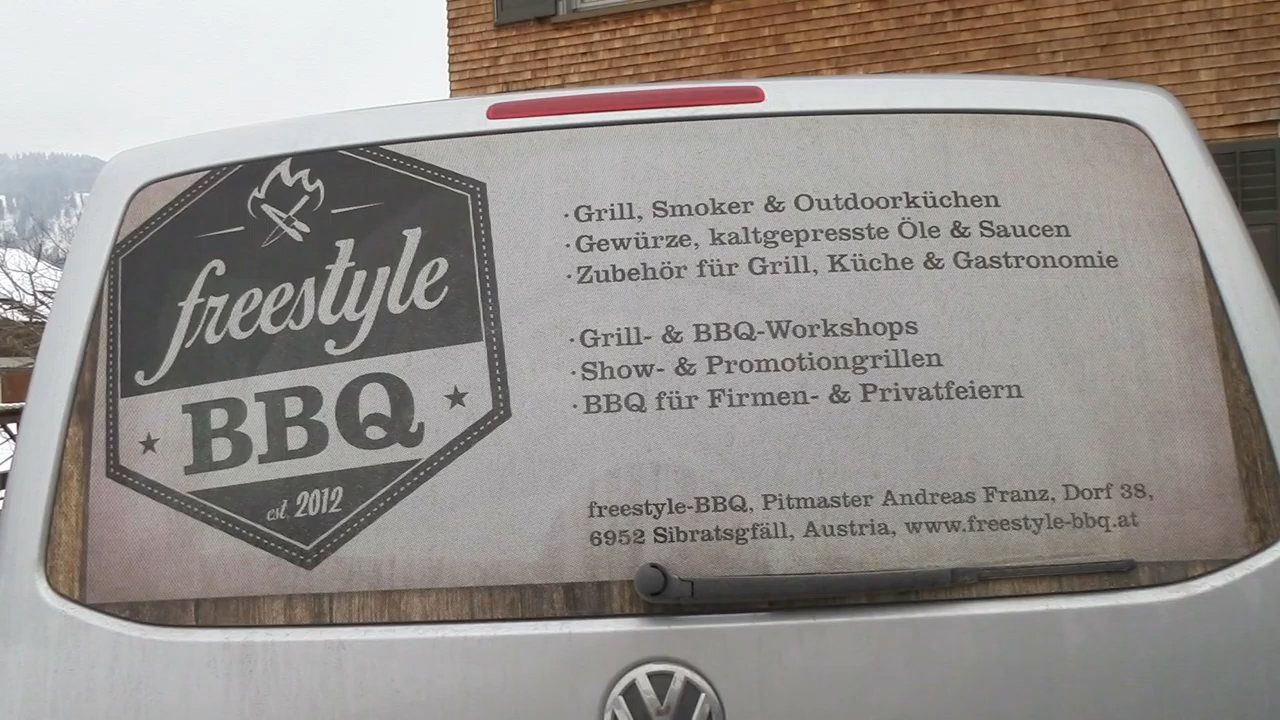 freestyle
BBQ
est. 2012
· Grill, Smoker & Outdoorküchen
· Gewürze, kaltgepresste Öle & Saucen
· Zubehör für Grill, Küche & Gastronomie
· Grill- & BBQ-Workshops
· Show- & Promotiongrillen
· BBQ für Firmen- & Privatfeiern
freestyle-BBQ, Pitmaster Andreas Franz, Dorf 38,
6952 Sibratsgfäll, Austria, www.freestyle-bbq.at